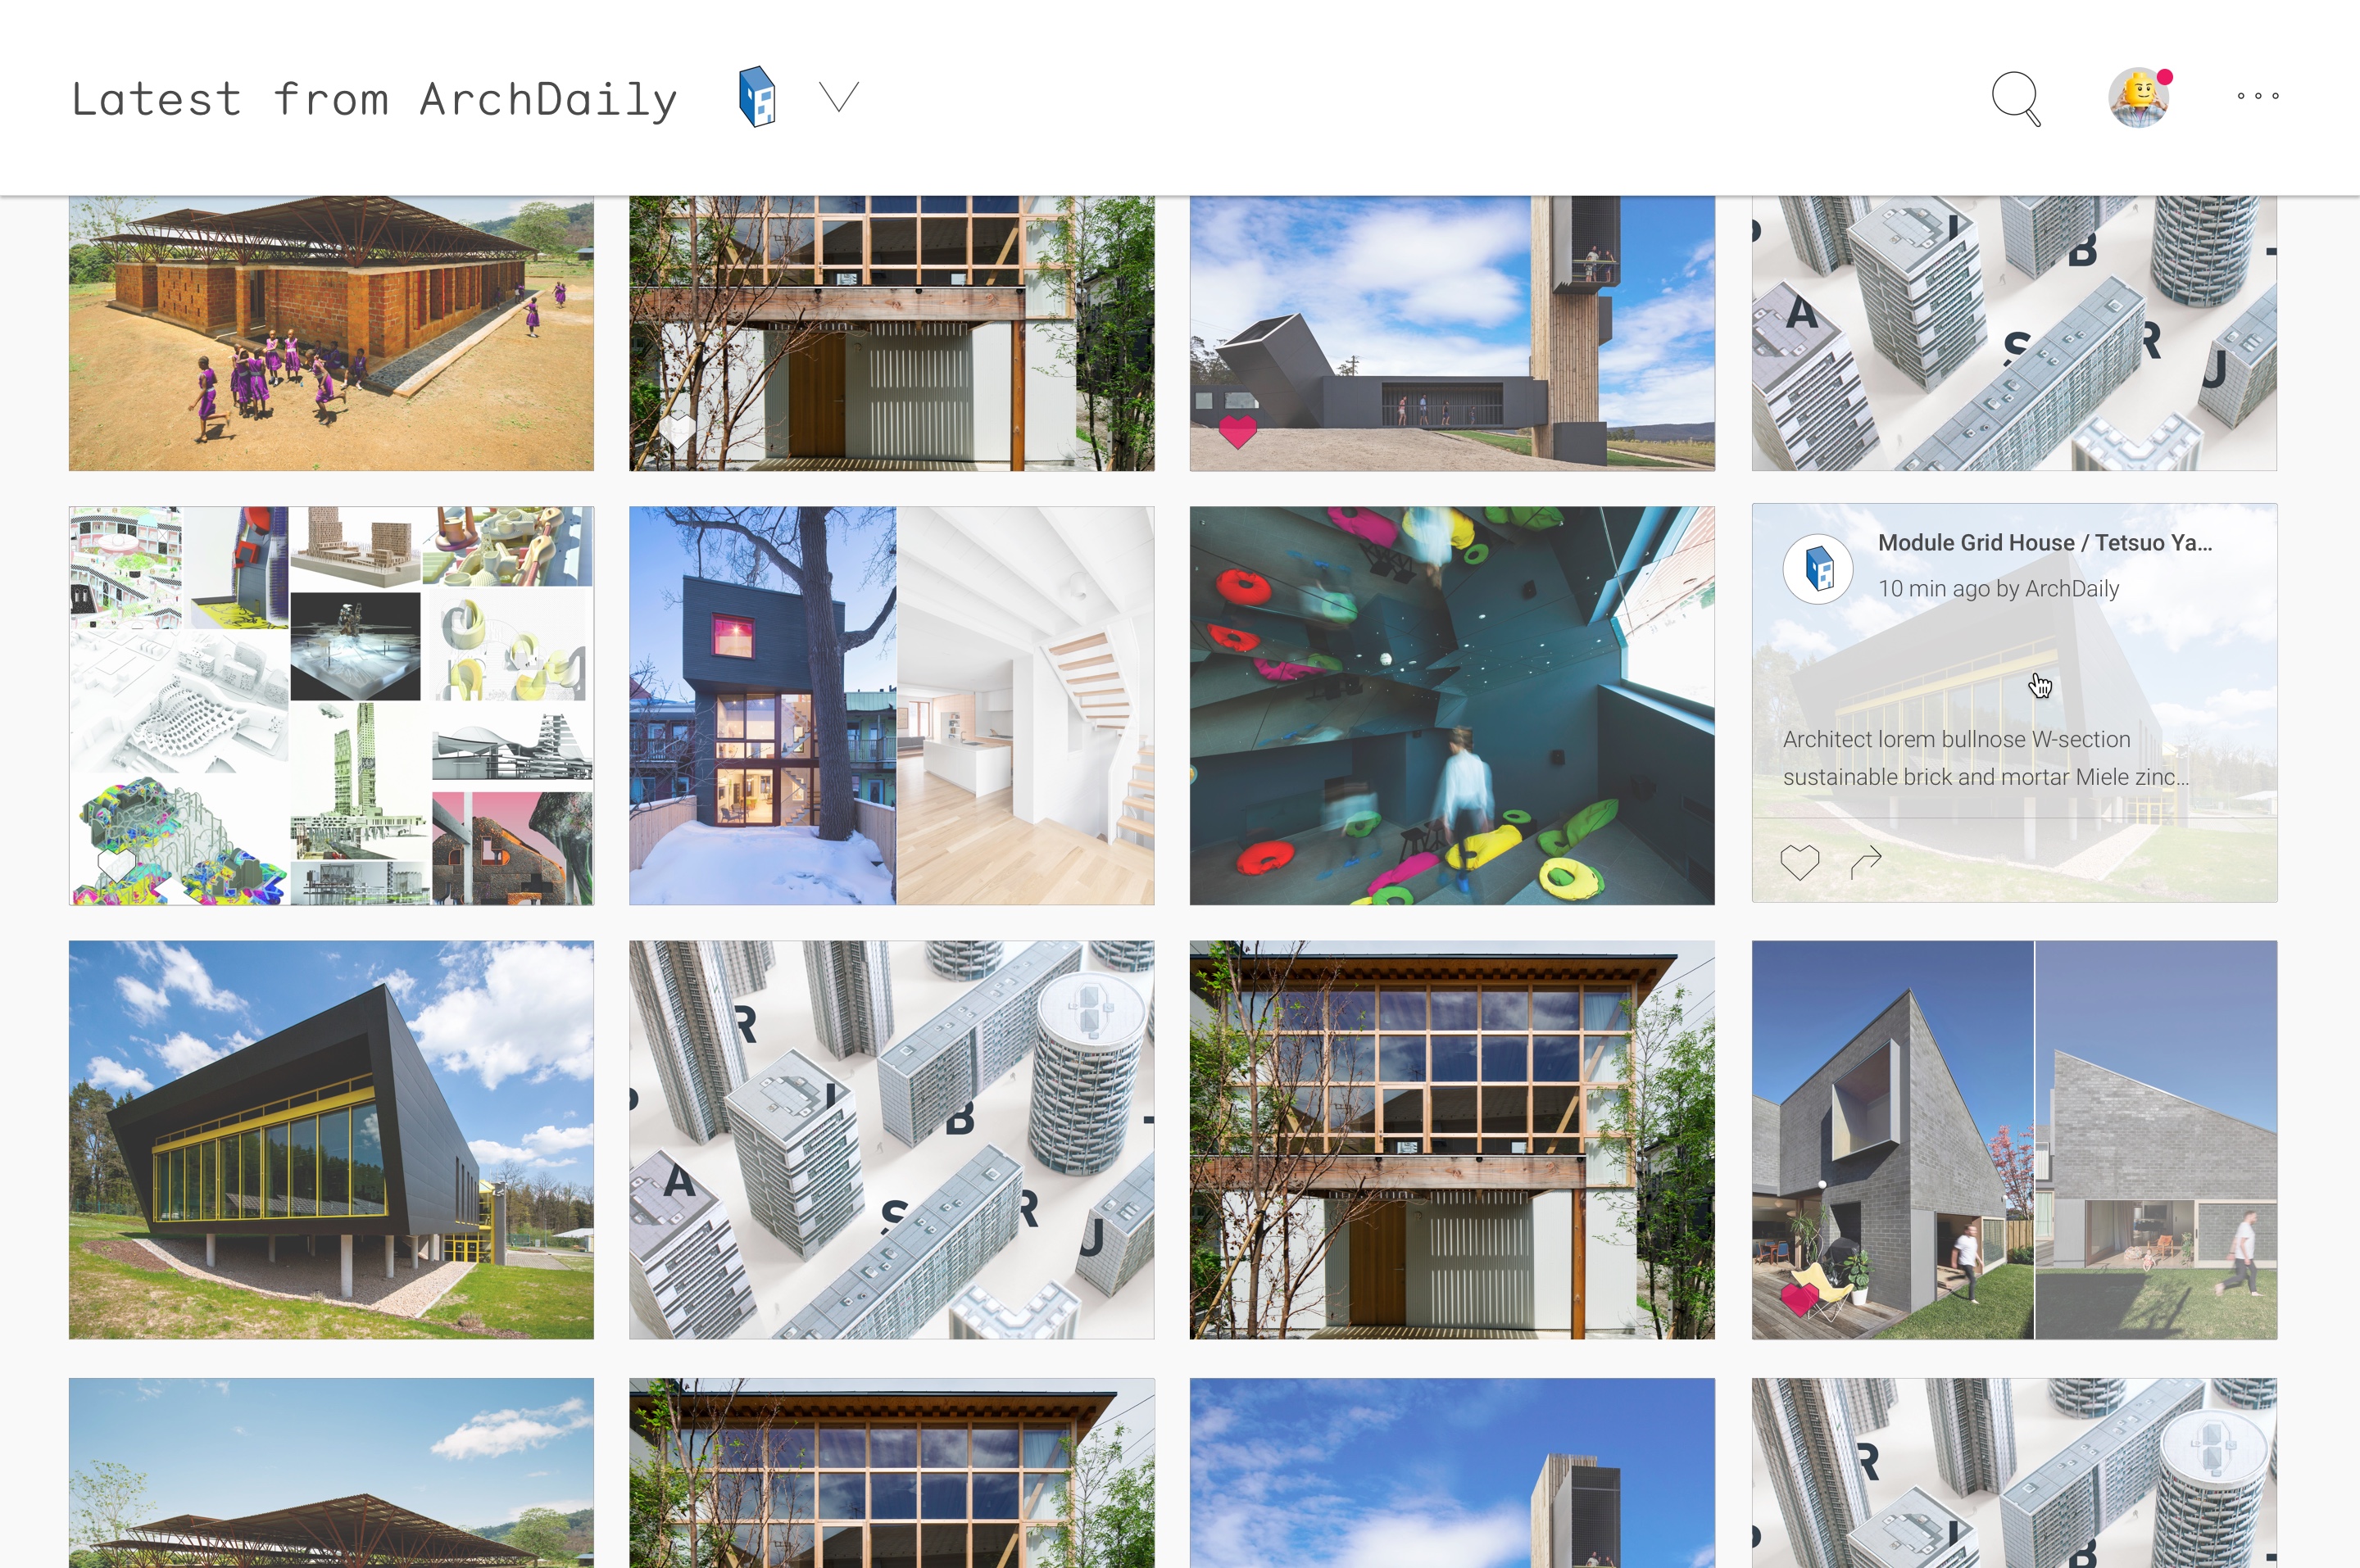 Latest from ArchDaily
B
A
S R
U
Module Grid House / Tetsuo Ya...
10 min ago by ArchDaily
Architect lorem bullnose W-section
sustainable brick and mortar Miele zinc...
R
B
A
S R
U
R
B